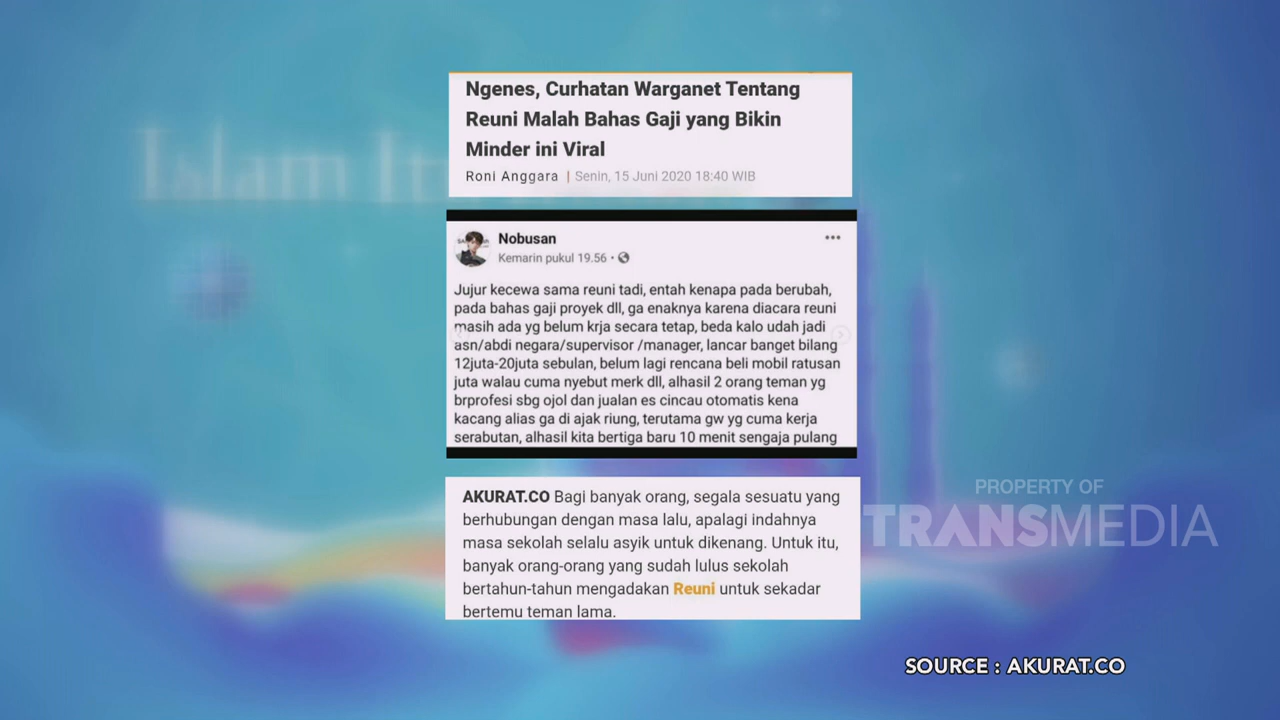 Ngenes, Curhatan Warganet Tentang
Reuni Malah Bahas Gaji yang Bikin
Minder ini Viral
Roni Anggara | Senin, 15 Juni 2020 18:40 WIB
Islam It
Nobusan
Kemarin pukul 19.56 •
Jujur kecewa sama reuni tadi, entah kenapa pada berubah,
pada bahas gaji proyek dll, ga enaknya karena diacara reuni
masih ada yg belum krja secara tetap, beda kalo udah jadi
asn/abdi negara/supervisor /manager, lancar banget bilang
12juta-20juta sebulan, belum lagi rencana beli mobil ratusan
juta walau cuma nyebut merk dll, alhasil 2 orang teman yg
brprofesi sbg ojol dan jualan es cincau otomatis kena
kacang alias ga di ajak riung, terutama gw yg cuma kerja
serabutan, alhasil kita bertiga baru 10 menit sengaja pulang
AKURAT.CO Bagi banyak orang, segala sesuatu yang
berhubungan dengan masa lalu, apalagi indahnya
masa sekolah selalu asyik untuk dikenang. Untuk itu,
banyak orang-orang yang sudah lulus sekolah
bertahun-tahun mengadakan Reuni untuk sekadar
bertemu teman lama.
PROPERTY OF
TRANSMEDIA
SOURCE : AKURAT.CO